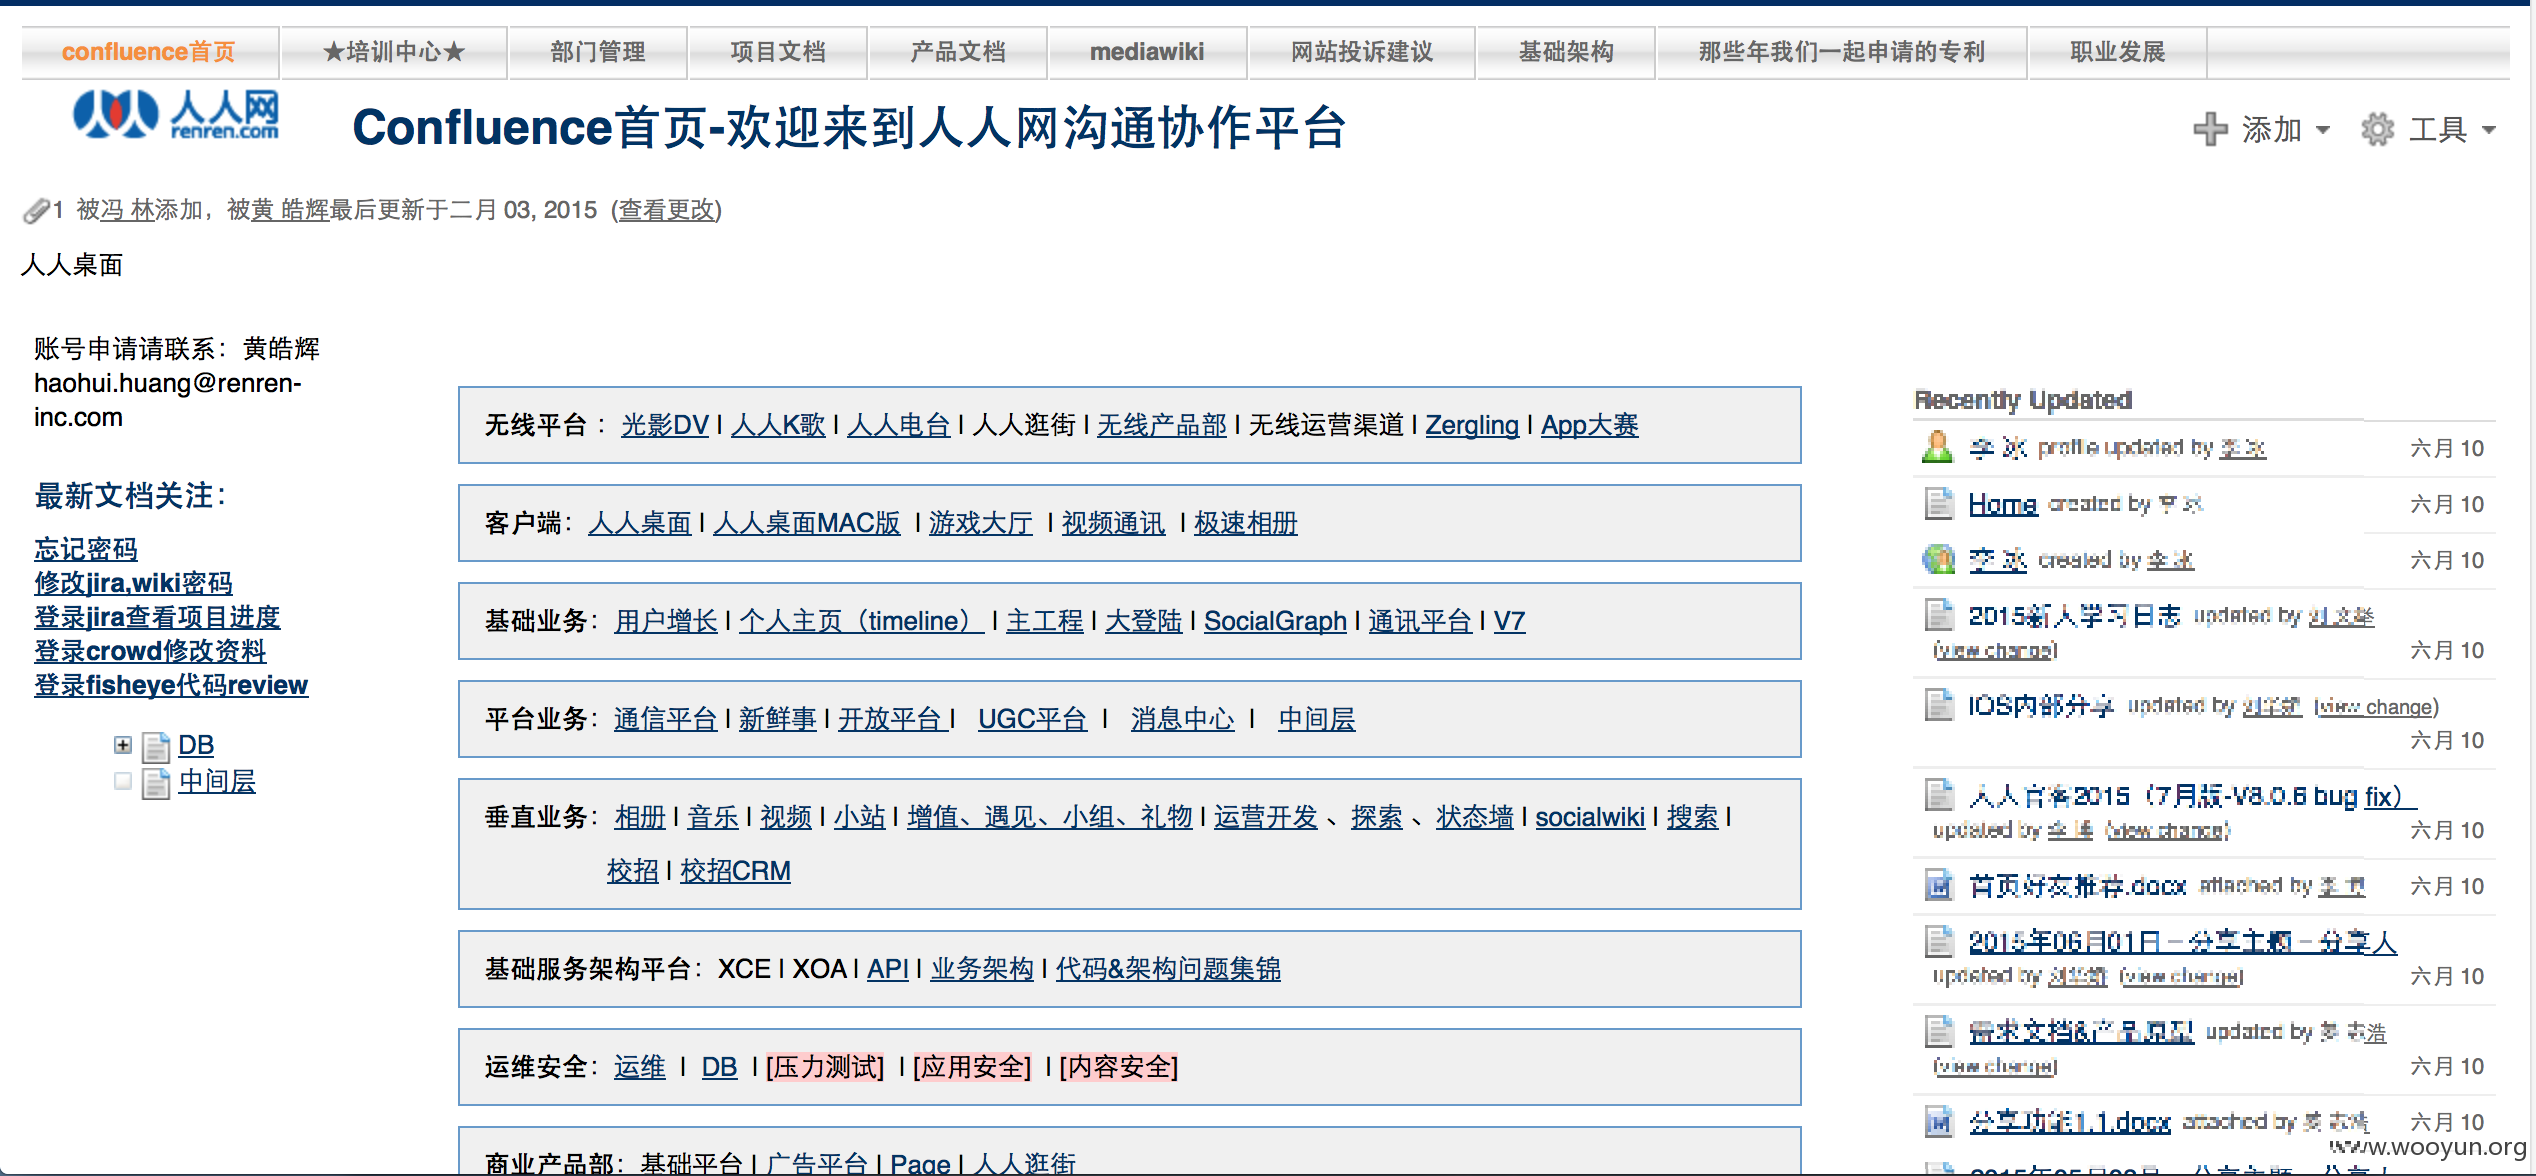 confluence首页 ★培训中心★ 部门管理 项目文档 产品文档 mediawiki 网站投诉建议 基础架构 那些年我们一起申请的专利 职业发展
人人网
renren.com
Confluence首页-欢迎来到人人网沟通协作平台
添加 工具
1 被冯 林添加，被黄 皓辉最后更新于二月 03, 2015 (查看更改)
人人桌面
账号申请请联系：黄皓辉
haohui.huang@renren-
inc.com
最新文档关注：
忘记密码
修改jira,wiki密码
登录jira查看项目进度
登录crowd修改资料
登录fisheye代码review
DB
中间层
无线平台 ：光影DV | 人人K歌 | 人人电台 | 人人逛街 | 无线产品部 | 无线运营渠道 | Zergling | App大赛
客户端：人人桌面 | 人人桌面MAC版 | 游戏大厅 | 视频通讯 | 极速相册
基础业务：用户增长 | 个人主页（timeline） | 主工程 | 大登陆 | SocialGraph | 通讯平台 | V7
平台业务：通信平台 | 新鲜事 | 开放平台 | UGC平台 | 消息中心 | 中间层
垂直业务：相册 | 音乐 | 视频 | 小站 | 增值、遇见、小组、礼物 | 运营开发 、探索 、状态墙 | socialwiki | 搜索 |
校招 | 校招CRM
基础服务架构平台：XCE | XOA | API | 业务架构 | 代码&架构问题集锦
运维安全：运维 | DB | [压力测试] | [应用安全] | [内容安全]
商业产品部：基础平台 | 广告平台 | Page | 人人逛街
Recently Updated
李 冰 profile updated by 李 冰 六月 10
Home created by 李 冰 六月 10
李 冰 created by 李 冰 六月 10
2015新人学习日志 updated by 六月 10
(view change)
IOS内部分享 updated by (view change)
六月 10
人人 2015（7月版-V8.0.6 bug fix）
updated by (view change) 六月 10
首页好友推荐.docx attached by 六月 10
2015年06月01日－分享主题－分享人
updated by (view change) 六月 10
需求文档&产品原型 updated by 浩
(view change) 六月 10
分享功能1.1.docx attached by 六月 10
www.wooyun.org